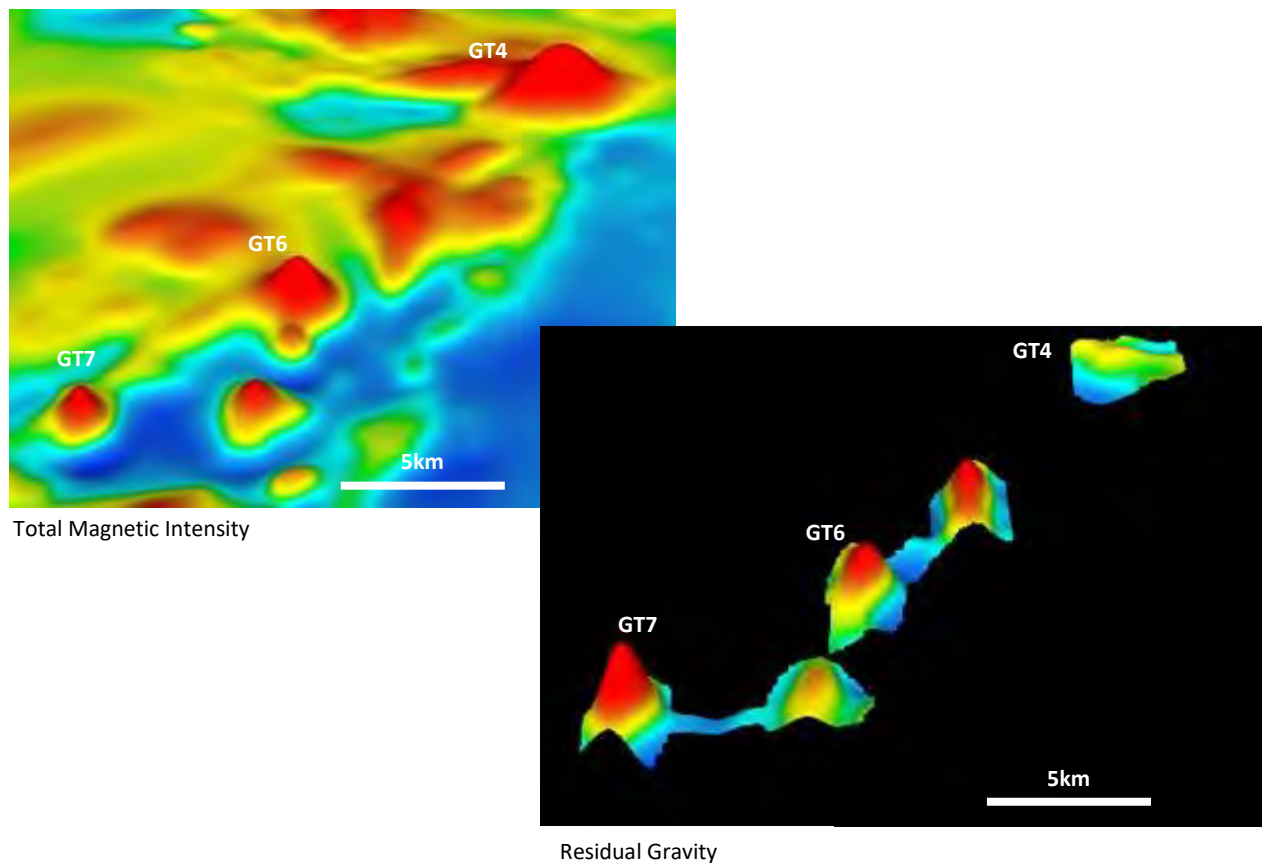 GT4
GT6
GT7
5km
Total Magnetic Intensity
GT4
GT6
GT7
5km
Residual Gravity